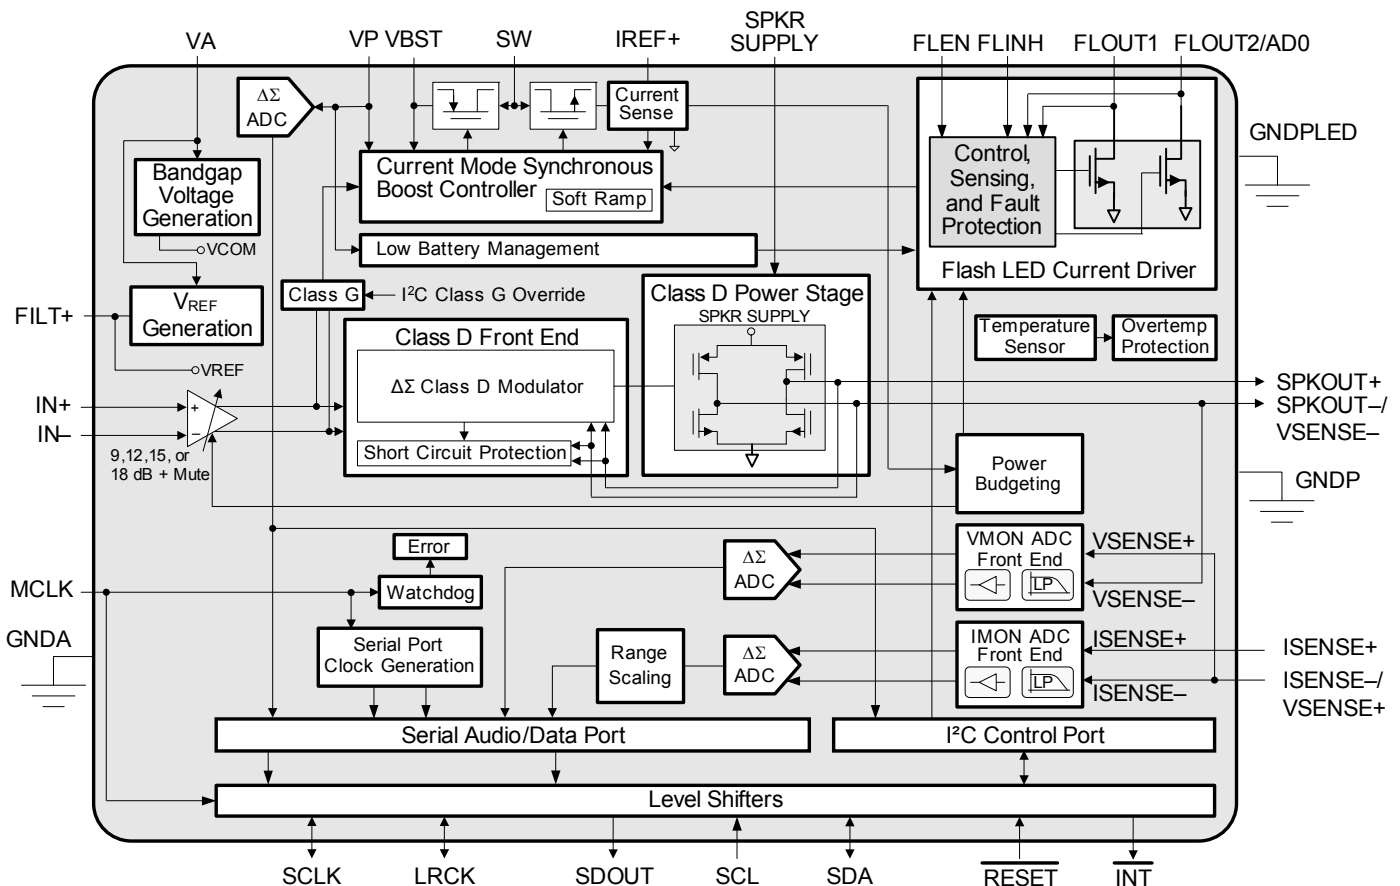 SPKR
SUPPLY
VA
VP VBST
SW
IREF+
FLEN FLINH
FLOUT1
FLOUT2/AD0
ΔΣ
ADC
Current
Sense
GNDPLED
Bandgap
Voltage
Generation
Current Mode Synchronous
Boost Controller
Soft Ramp
Control,
Sensing,
and Fault
Protection
VCOM
Low Battery Management
Flash LED Current Driver
VREF
Generation
FILT+
Class G
I²C Class G Override
Class D Power Stage
SPKR SUPPLY
Class D Front End
Temperature
Sensor
Overtemp
Protection
VREF
ΔΣ Class D Modulator
SPKOUT+
IN+
+
SPKOUT–/
VSENSE–
IN–
–
9,12,15, or
18 dB + Mute
Short Circuit Protection
Power
Budgeting
GNDP
Error
VMON ADC
Front End
LP
VSENSE+
VSENSE–
ΔΣ
ADC
MCLK
Watchdog
GNDA
Serial Port
Clock Generation
Range
Scaling
ΔΣ
ADC
IMON ADC
Front End
LP
ISENSE+
ISENSE–
ISENSE+
ISENSE–/
VSENSE+
Serial Audio/Data Port
I²C Control Port
Level Shifters
SCLK
LRCK
SDOUT
SCL
SDA
RESET
INT